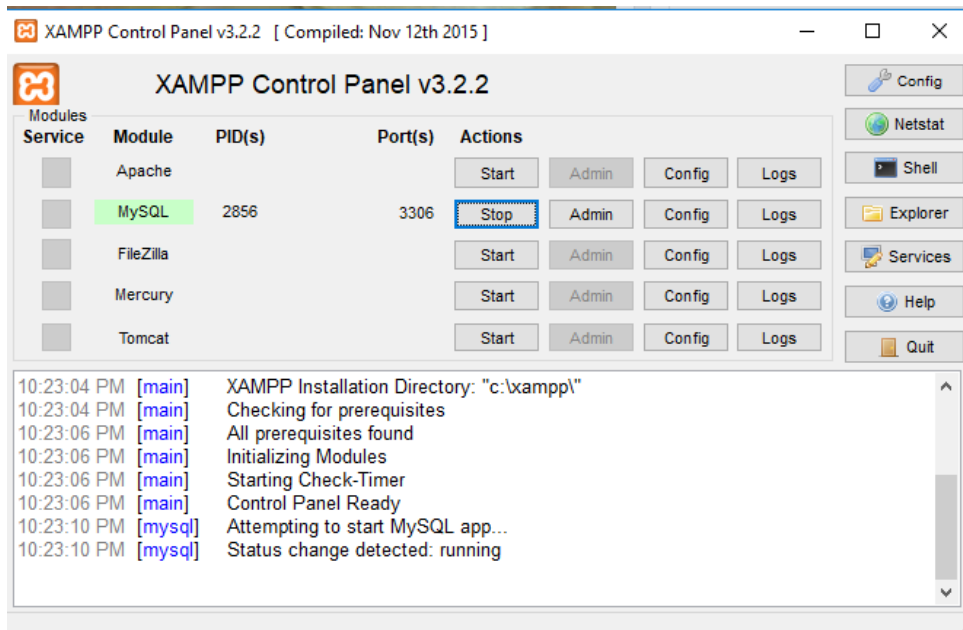 XAMPP Control Panel v3.2.2 [ Compiled: Nov 12th 2015 ]
XAMPP Control Panel v3.2.2
Config
Modules
Service Module PID(s) Port(s) Actions
Netstat
Apache Start Admin Config Logs
Shell
MySQL 2856 3306 Stop Admin Config Logs
Explorer
FileZilla Start Admin Config Logs
Services
Mercury Start Admin Config Logs
Help
Tomcat Start Admin Config Logs
Quit
10:23:04 PM [main] XAMPP Installation Directory: "c:\xampp\"
10:23:04 PM [main] Checking for prerequisites
10:23:06 PM [main] All prerequisites found
10:23:06 PM [main] Initializing Modules
10:23:06 PM [main] Starting Check-Timer
10:23:06 PM [main] Control Panel Ready
10:23:10 PM [mysql] Attempting to start MySQL app...
10:23:10 PM [mysql] Status change detected: running